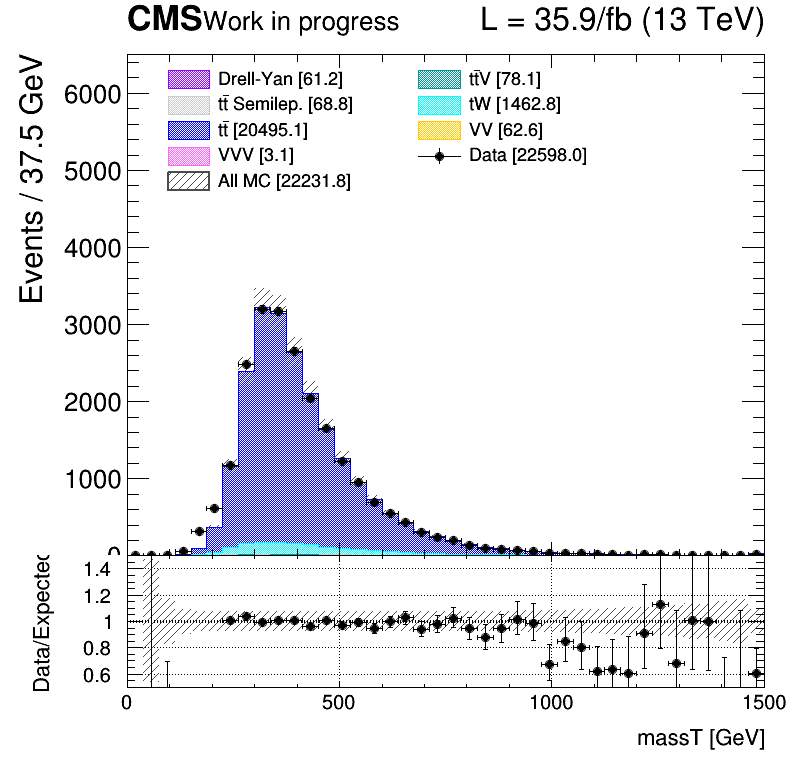 CMS Work in progress L = 35.9/fb (13 TeV)
Events / 37.5 GeV
6000
5000
4000
3000
2000
1000
0
Drell-Yan [61.2]
tt̄ Semilep. [68.8]
tt̄ [20495.1]
VVV [3.1]
All MC [22231.8]
tt̄V [78.1]
tW [1462.8]
VV [62.6]
Data [22598.0]
Data/Expected
1.4
1.2
1
0.8
0.6
0 500 1000 1500
massT [GeV]